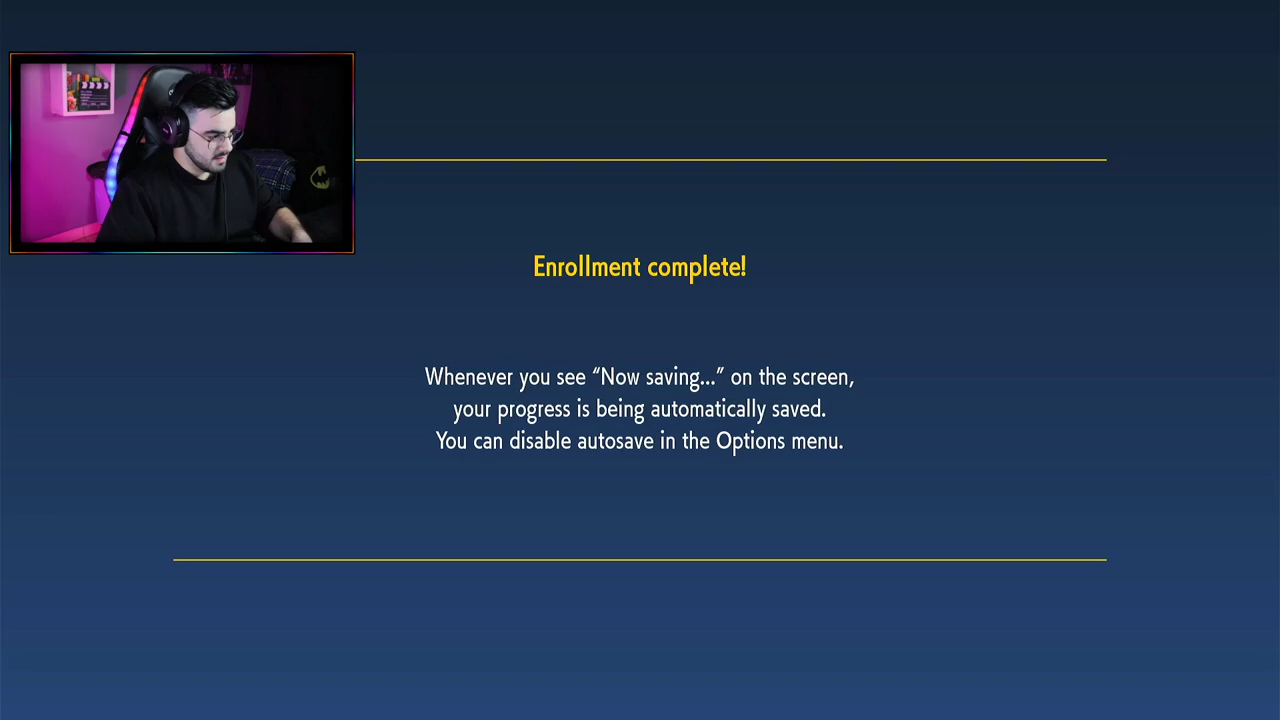 Enrollment complete!
Whenever you see “Now saving...” on the screen,
your progress is being automatically saved.
You can disable autosave in the Options menu.